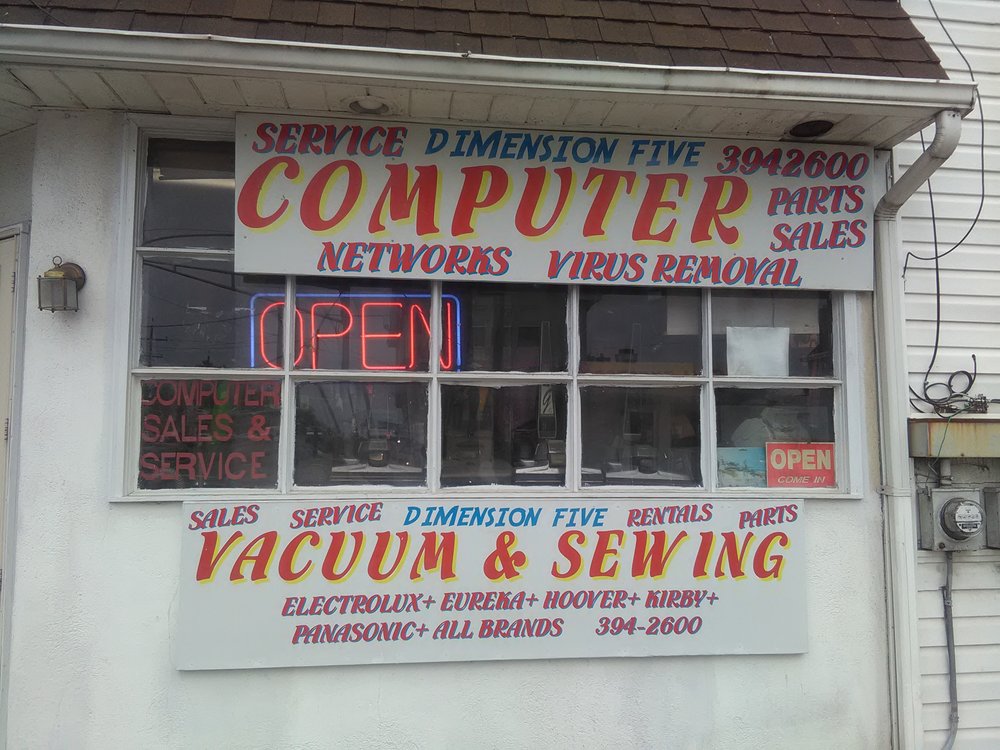 SERVICE DIMENSION FIVE 3942600
COMPUTER PARTS
SALES
NETWORKS VIRUS REMOVAL
OPEN
COMPUTER
SALES &
SERVICE
OPEN
COME IN
SALES SERVICE DIMENSION FIVE RENTALS PARTS
VACUUM & SEWING
ELECTROLUX+ EUREKA+ HOOVER+ KIRBY+
PANASONIC+ ALL BRANDS 394-2600